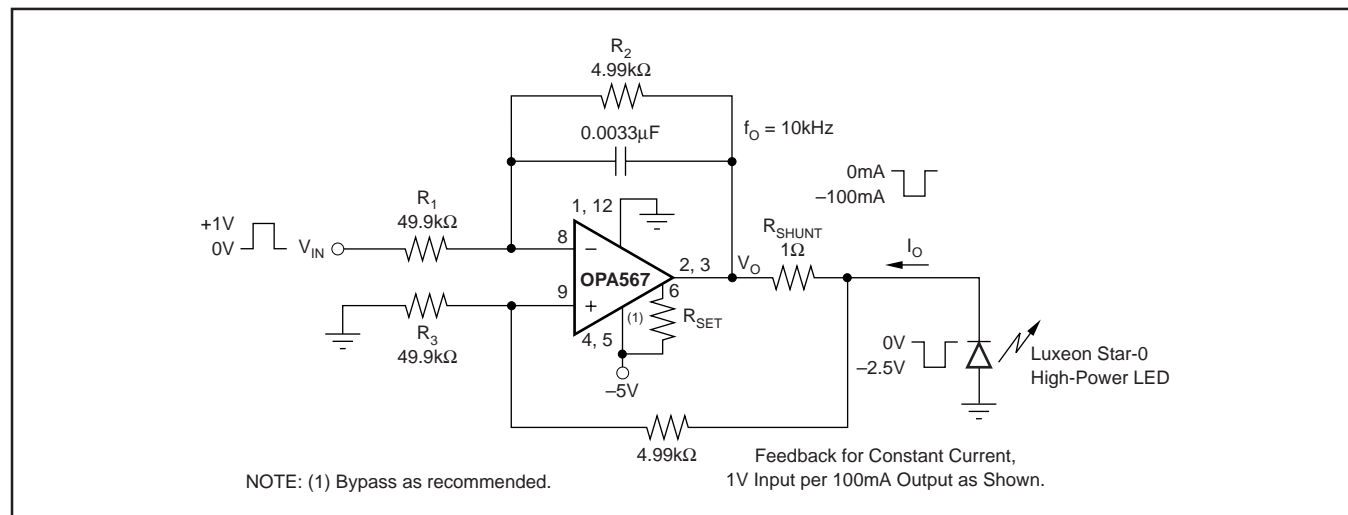 R2
4.99kΩ
0.0033µF
fO = 10kHz
0mA
–100mA
R1
49.9kΩ
1, 12
+1V
0V
VIN
8
–
OPA567
2, 3
VO
RSHUNT
1Ω
IO
9
+
6
(1)
RSET
4, 5
R3
49.9kΩ
–5V
0V
–2.5V
Luxeon Star-0
High-Power LED
4.99kΩ
Feedback for Constant Current,
1V Input per 100mA Output as Shown.
NOTE: (1) Bypass as recommended.